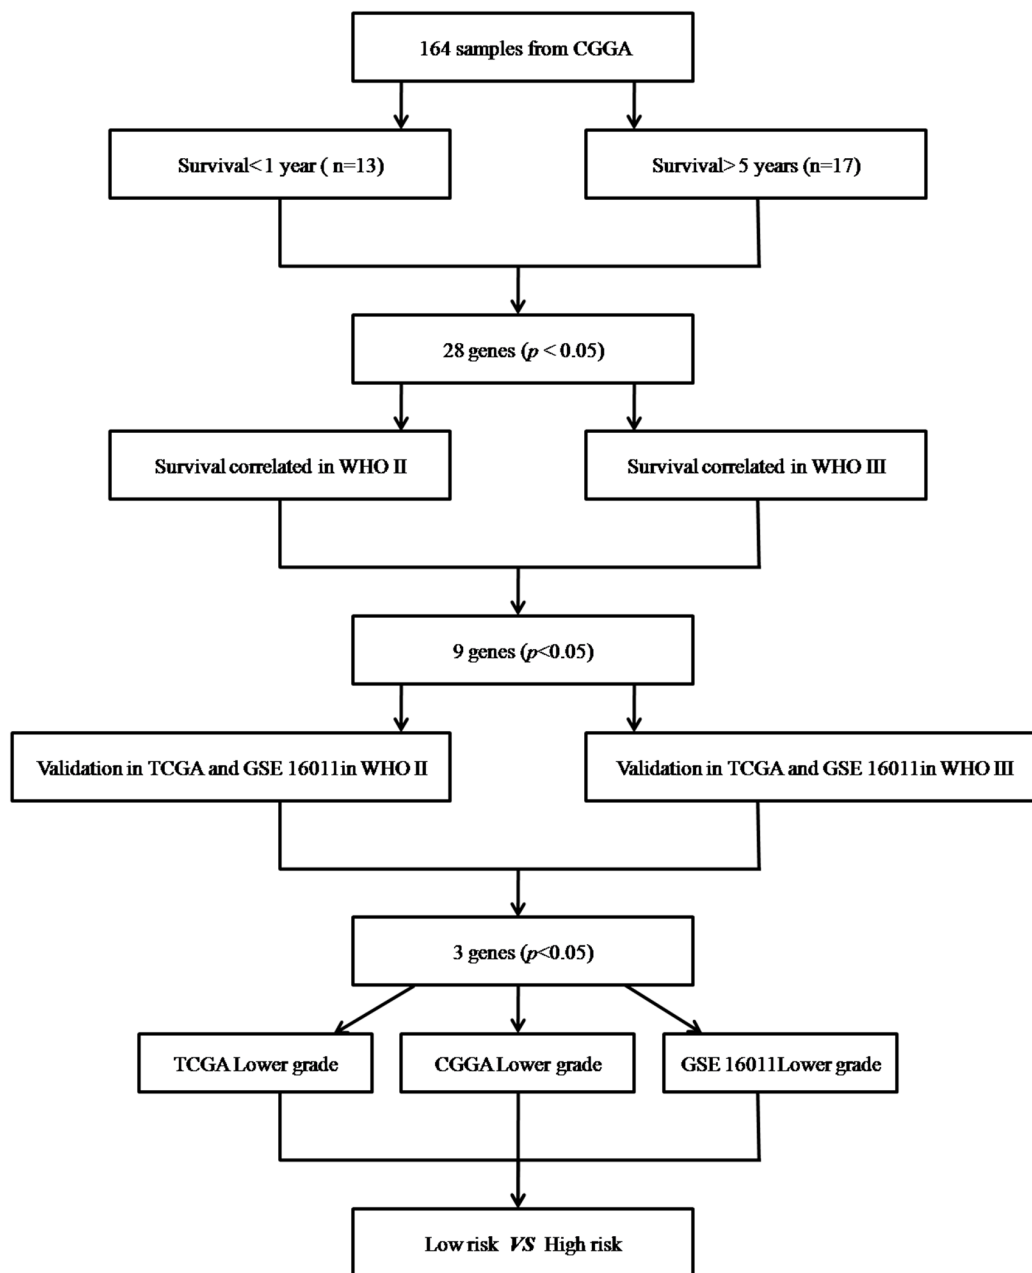 164 samples from CGGA
Survival<1 year ( n=13)
Survival>5 years (n=17)
28 genes (p < 0.05)
Survival correlated in WHO II
Survival correlated in WHO III
9 genes (p<0.05)
Validation in TCGA and GSE 16011in WHO II
Validation in TCGA and GSE 16011in WHO III
3 genes (p<0.05)
TCGA Lower grade
CGGA Lower grade
GSE 16011Lower grade
Low risk VS High risk